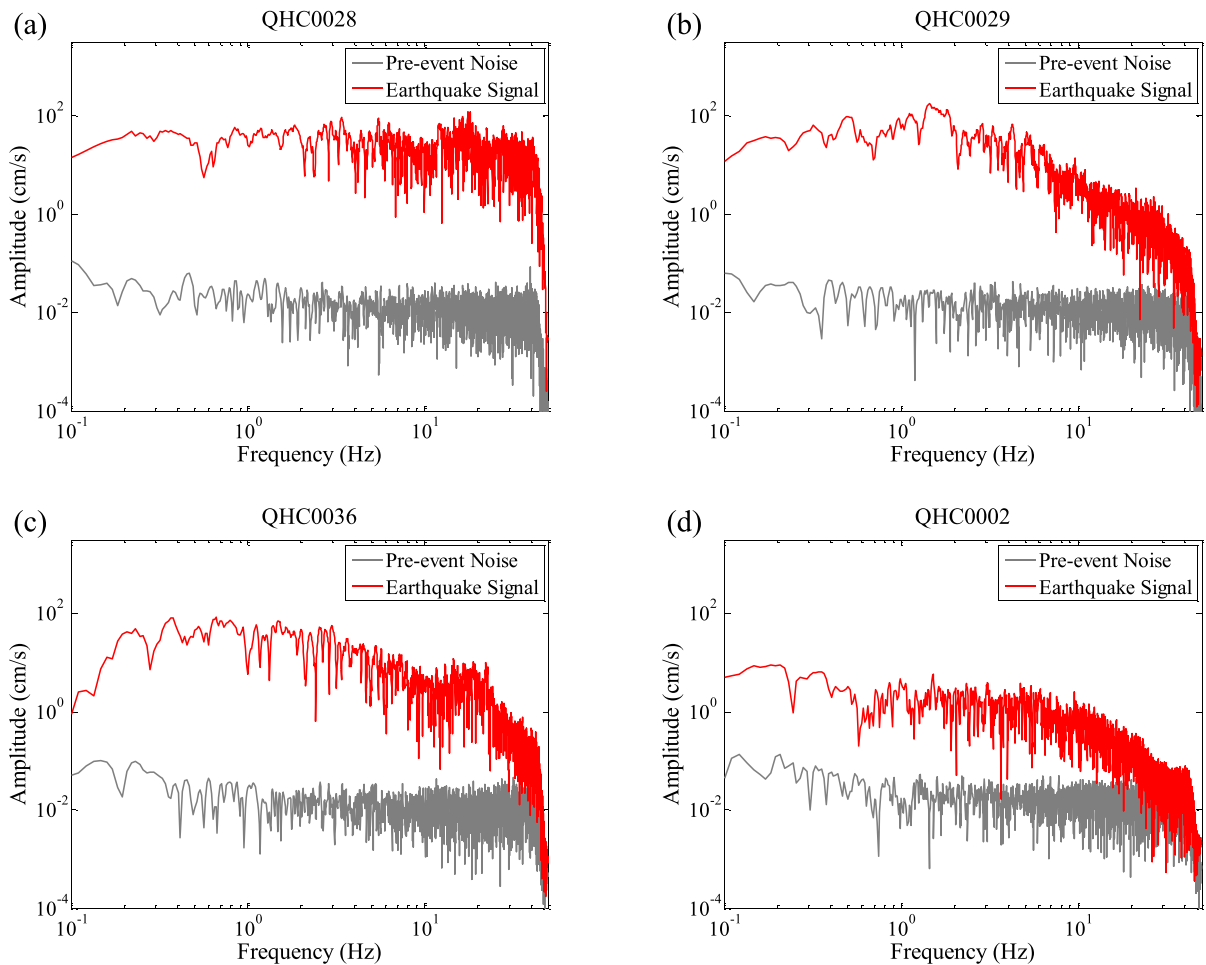 (a)
QHC0028
Pre-event Noise
Earthquake Signal
Amplitude (cm/s)
10^2
10^0
10^-2
10^-4
10^-1
10^0
10^1
Frequency (Hz)
(b)
QHC0029
Pre-event Noise
Earthquake Signal
Amplitude (cm/s)
10^2
10^0
10^-2
10^-4
10^-1
10^0
10^1
Frequency (Hz)
(c)
QHC0036
Pre-event Noise
Earthquake Signal
Amplitude (cm/s)
10^2
10^0
10^-2
10^-4
10^-1
10^0
10^1
Frequency (Hz)
(d)
QHC0002
Pre-event Noise
Earthquake Signal
Amplitude (cm/s)
10^2
10^0
10^-2
10^-4
10^-1
10^0
10^1
Frequency (Hz)